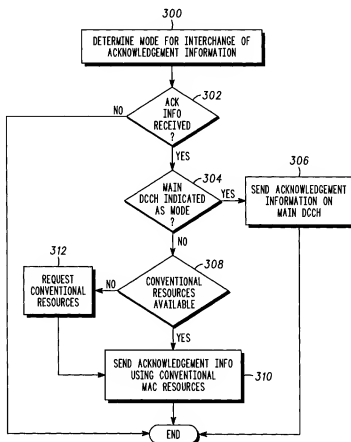 300
DETERMINE MODE FOR INTERCHANGE OF
ACKNOWLEDGEMENT INFORMATION
302
NO
ACK
INFO
RECEIVED
?
YES
304
306
MAIN
DCCH INDICATED
AS MODE
?
YES
SEND ACKNOWLEDGEMENT
INFORMATION ON
MAIN DCCH
NO
312
308
REQUEST
CONVENTIONAL
RESOURCES
NO
CONVENTIONAL
RESOURCES
AVAILABLE
YES
SEND ACKNOWLEDGEMENT INFO
USING CONVENTIONAL
MAC RESOURCES
310
END